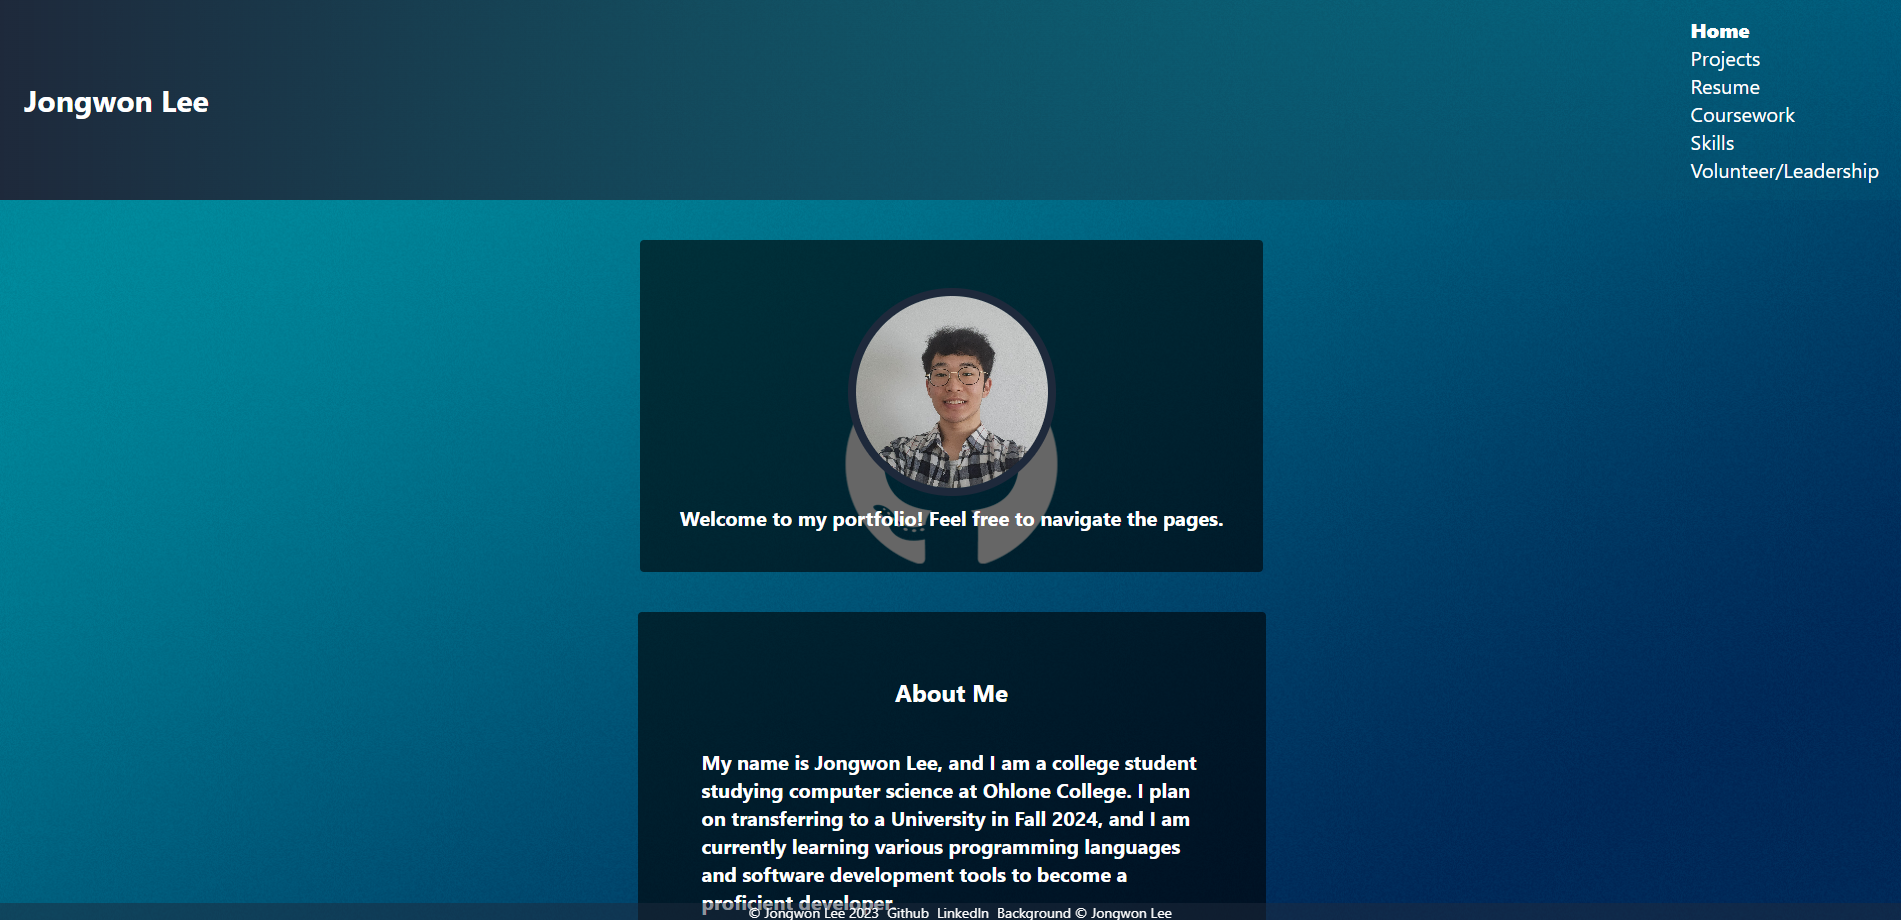 Jongwon Lee
Home
Projects
Resume
Coursework
Skills
Volunteer/Leadership
Welcome to my portfolio! Feel free to navigate the pages.
About Me
My name is Jongwon Lee, and I am a college student
studying computer science at Ohlone College. I plan
on transferring to a University in Fall 2024, and I am
currently learning various programming languages
and software development tools to become a
proficient developer.
© Jongwon Lee 2023 Github LinkedIn Background © Jongwon Lee